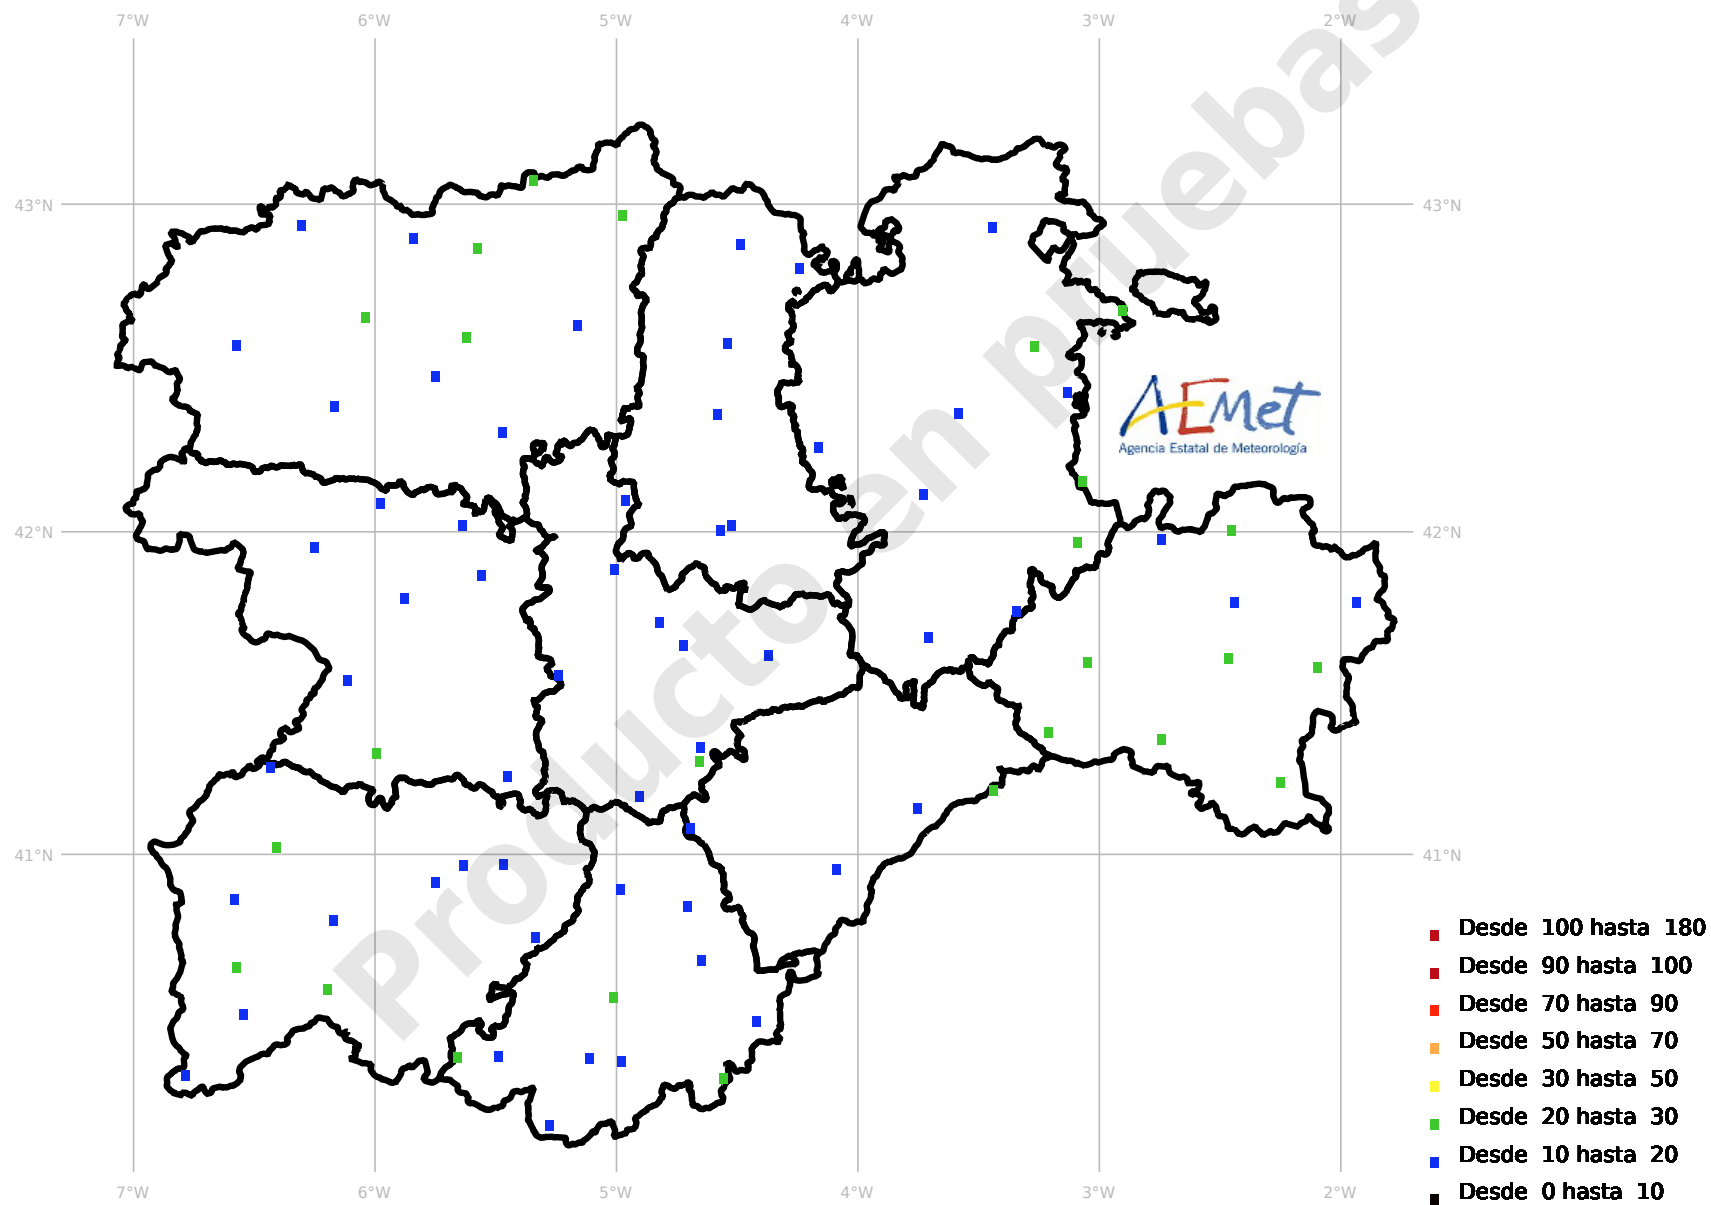 7°W 6°W 5°W 4°W 3°W 2°W
43°N 43°N
AEMet
Agencia Estatal de Meteorología
42°N 42°N
Producto en pruebas
41°N 41°N
Desde 100 hasta 180
Desde 90 hasta 100
Desde 70 hasta 90
Desde 50 hasta 70
Desde 30 hasta 50
Desde 20 hasta 30
Desde 10 hasta 20
Desde 0 hasta 10
7°W 6°W 5°W 4°W 3°W 2°W